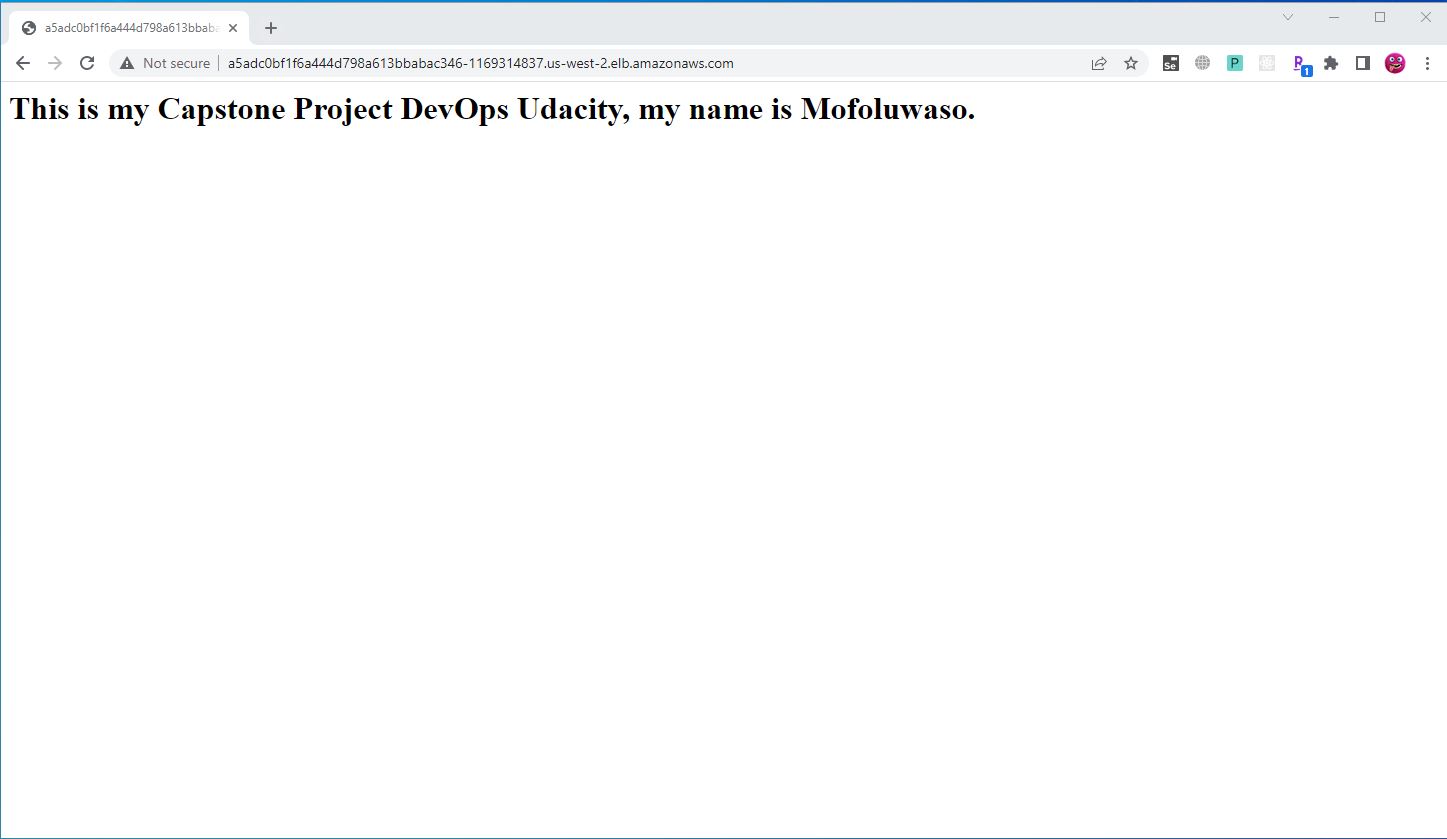 a5adc0bf1f6a444d798a613bbaba
Not secure
a5adc0bf1f6a444d798a613bbabac346-1169314837.us-west-2.elb.amazonaws.com
Se
P
1
This is my Capstone Project DevOps Udacity, my name is Mofoluwaso.